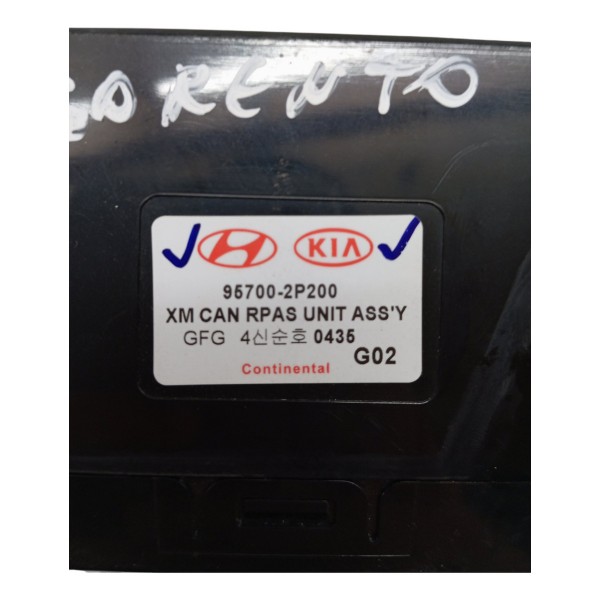 SORENTO
KIA
95700-2P200
XM CAN RPAS UNIT ASS'Y
GFG 4신순호 0435
G02
Continental